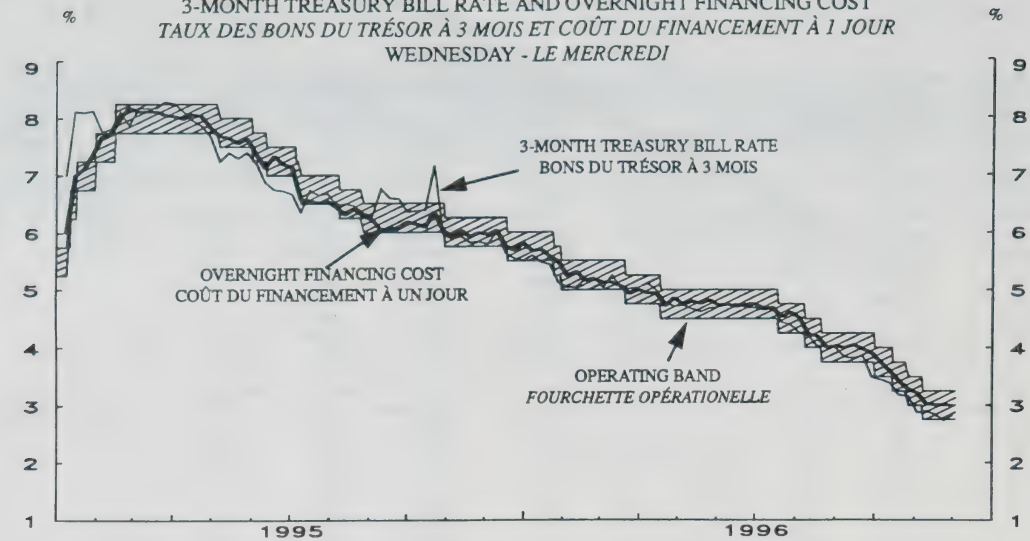 3-MONTH TREASURY BILL RATE AND OVERNIGHT FINANCING COST
% TAUX DES BONS DU TRÉSOR À 3 MOIS ET COÛT DU FINANCEMENT À 1 JOUR %
WEDNESDAY - LE MERCREDI
9 9
8 8
3-MONTH TREASURY BILL RATE
BONS DU TRÉSOR À 3 MOIS
7 7
6 6
OVERNIGHT FINANCING COST
COÛT DU FINANCEMENT À UN JOUR
5 5
4 4
OPERATING BAND
FOURCHETTE OPÉRATIONELLE
3 3
2 2
1 1
1995 1996